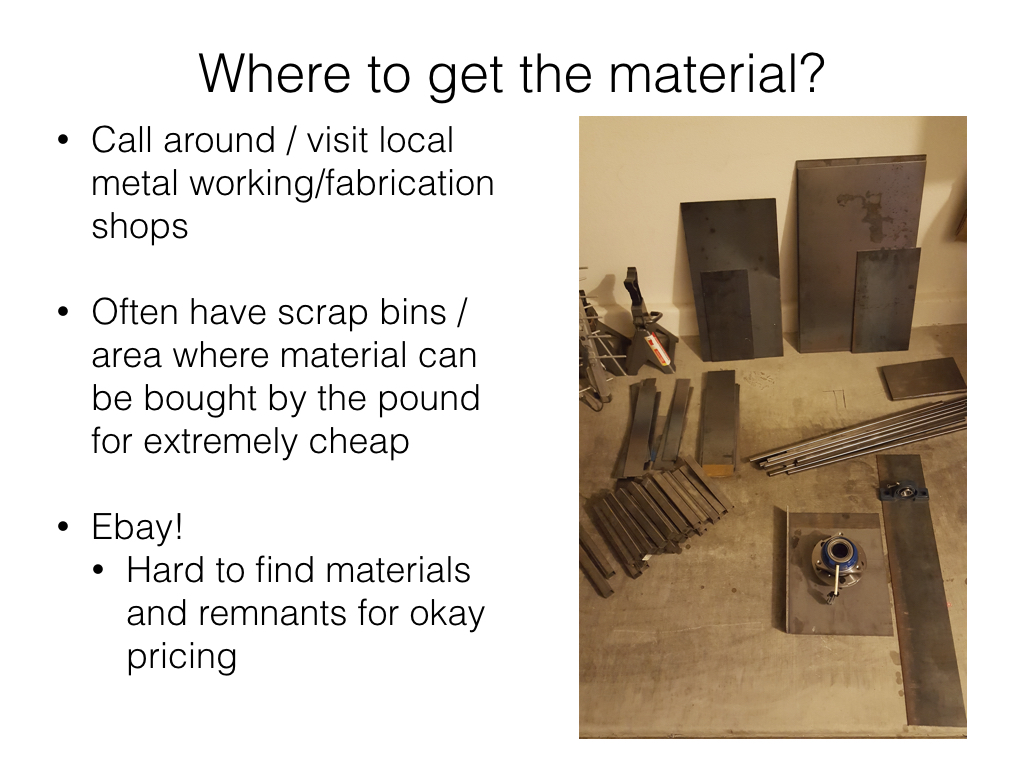 Where to get the material?
• Call around / visit local
metal working/fabrication
shops
• Often have scrap bins /
area where material can
be bought by the pound
for extremely cheap
• Ebay!
• Hard to find materials
and remnants for okay
pricing